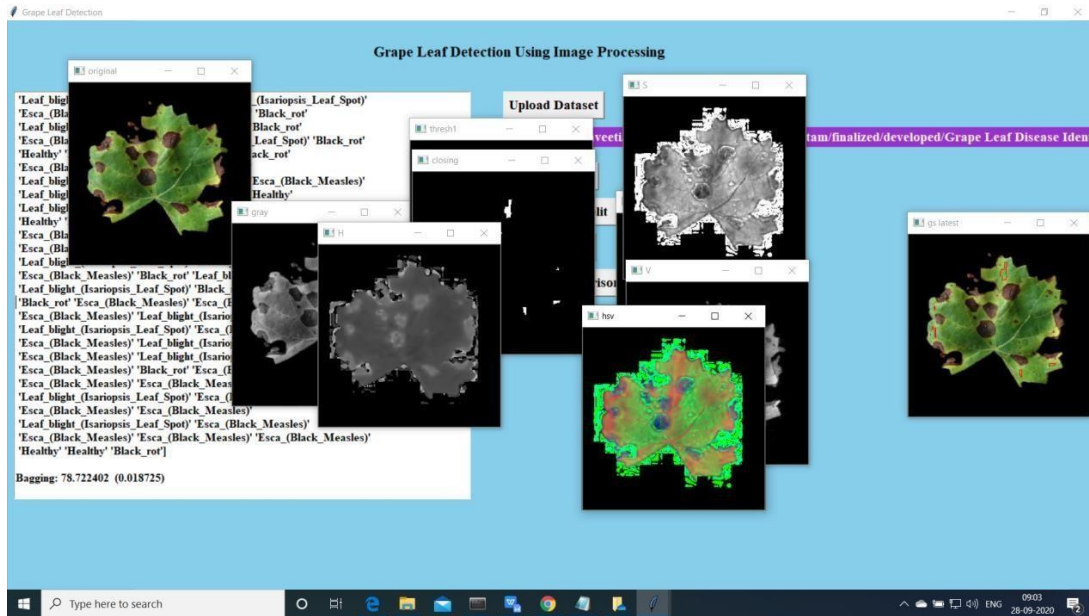 Grape Leaf Detection
Grape Leaf Detection Using Image Processing
original
'Leaf_blight (Isariopsis_Leaf_Spot)'
'Esca_(Bla 'Black_rot'
'Leaf_bligh Black_rot'
'Esca_(Bla Leaf_Spot)' 'Black_rot'
'Healthy' ack_rot'
'Esca_(Bla
'Leaf_bligh Esca_(Black_Measles)'
'Leaf_bligh Healthy'
'Leaf_bligh
'Healthy'
'Esca_(Bla
'Esca_(Bla
'Leaf_bligh
'Esca_(Black_Measles)' 'Black_rot' 'Leaf_bl
'Leaf_blight_(Isariopsis_Leaf_Spot)' 'Black_
'Black_rot' 'Esca_(Black_Measles)' 'Esca_(B
'Esca_(Black_Measles)' 'Leaf_blight_(Isario
'Leaf_blight_(Isariopsis_Leaf_Spot)' 'Esca_(
'Esca_(Black_Measles)' 'Leaf_blight_(Isario
'Esca_(Black_Measles)' 'Leaf_blight_(Isario
'Esca_(Black_Measles)' 'Black_rot' 'Esca_(B
'Esca_(Black_Measles)' 'Esca_(Black_Meas
'Leaf_blight_(Isariopsis_Leaf_Spot)' 'Esca_(
'Esca_(Black_Measles)' 'Esca_(Black_Measles)'
'Leaf_blight_(Isariopsis_Leaf_Spot)' 'Esca_(Black_Measles)'
'Esca_(Black_Measles)' 'Esca_(Black_Measles)' 'Esca_(Black_Measles)'
'Healthy' 'Healthy' 'Black_rot']
Bagging: 78.722402 (0.018725)
gray
H
thresh1
closing
Upload Dataset
veeti
tam/finalized/developed/Grape Leaf Disease Iden
lit
rison
S
V
hsv
gs latest
Type here to search
ENG
09:03
28-09-2020